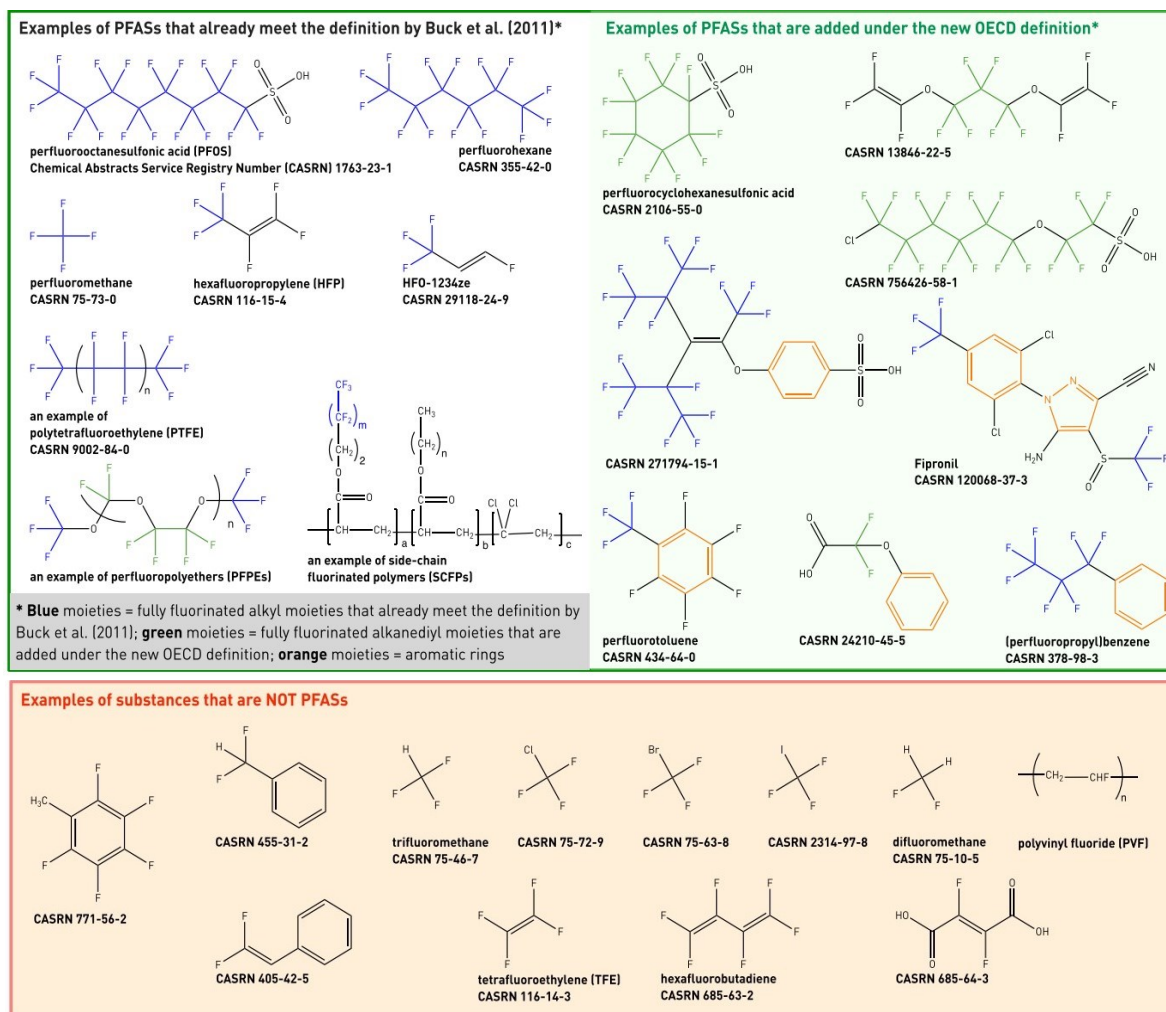 Examples of PFASs that already meet the definition by Buck et al. (2011)*
perfluorooctanesulfonic acid (PFOS)
Chemical Abstracts Service Registry Number (CASRN) 1763-23-1
perfluorohexane
CASRN 355-42-0
perfluoromethane
CASRN 75-73-0
hexafluoropropylene (HFP)
CASRN 116-15-4
HFO-1234ze
CASRN 29118-24-9
an example of
polytetrafluoroethylene (PTFE)
CASRN 9002-84-0
an example of perfluoropolyethers (PFPEs)
an example of side-chain
fluorinated polymers (SCFPs)
* Blue moieties = fully fluorinated alkyl moieties that already meet the definition by
Buck et al. (2011); green moieties = fully fluorinated alkanediyl moieties that are
added under the new OECD definition; orange moieties = aromatic rings
Examples of PFASs that are added under the new OECD definition*
perfluorocyclohexanesulfonic acid
CASRN 2106-55-0
CASRN 13846-22-5
CASRN 756426-58-1
CASRN 271794-15-1
Fipronil
CASRN 120068-37-3
perfluorotoluene
CASRN 434-64-0
CASRN 24210-45-5
(perfluoropropyl)benzene
CASRN 378-98-3
Examples of substances that are NOT PFASs
CASRN 771-56-2
CASRN 455-31-2
trifluoromethane
CASRN 75-46-7
CASRN 75-72-9
CASRN 75-63-8
CASRN 2314-97-8
difluoromethane
CASRN 75-10-5
polyvinyl fluoride (PVF)
CASRN 405-42-5
tetrafluoroethylene (TFE)
CASRN 116-14-3
hexafluorobutadiene
CASRN 685-63-2
CASRN 685-64-3